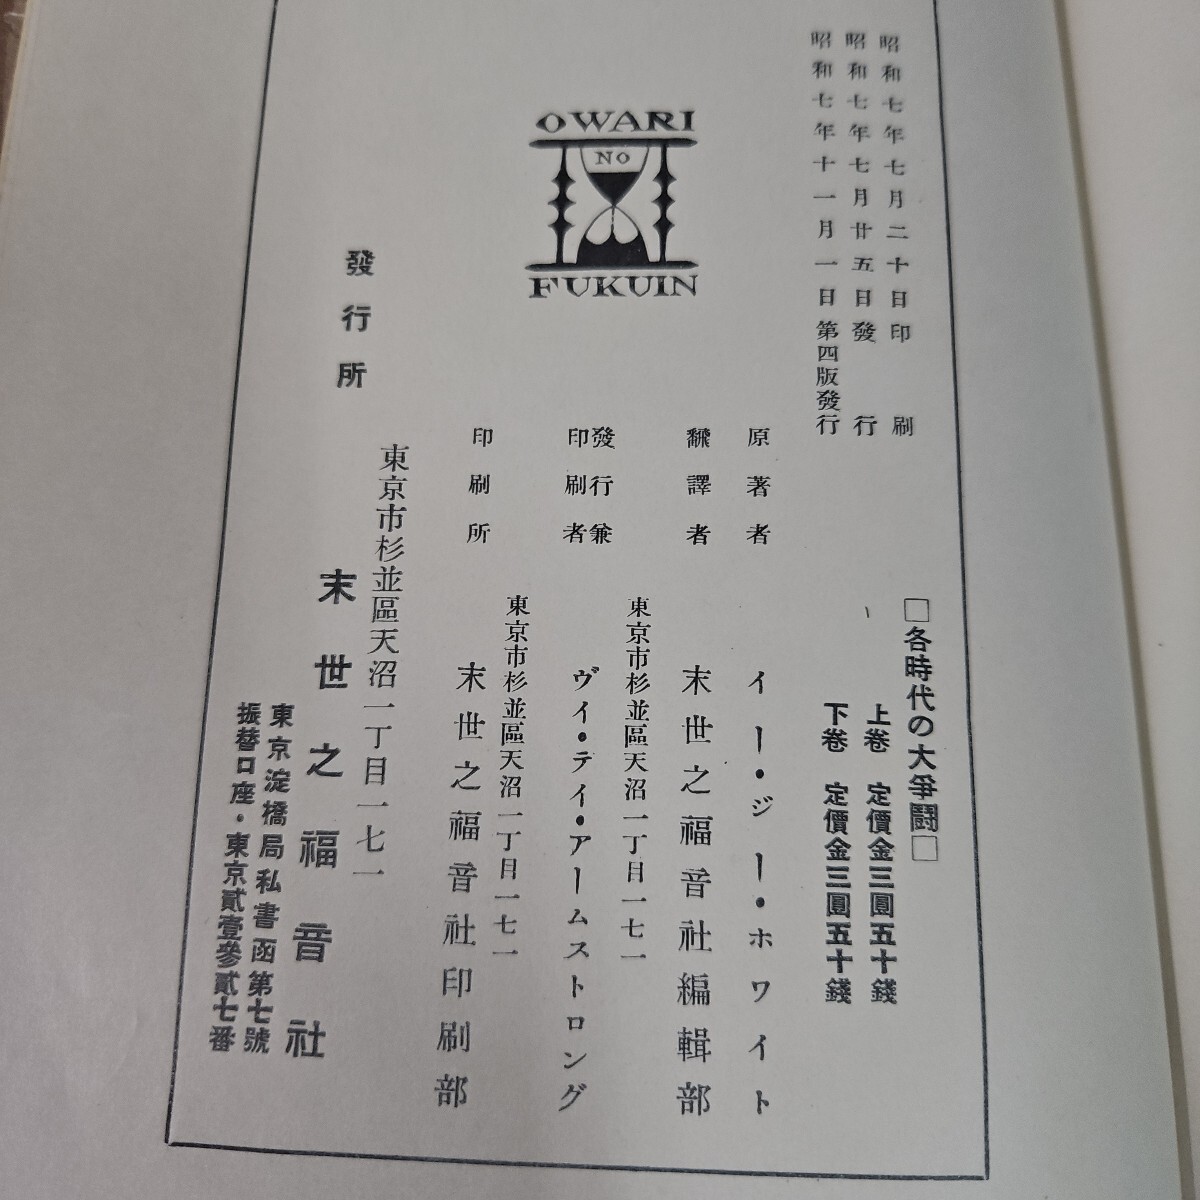 昭和七年七月二十日印刷
昭和七年七月廿五日發行
昭和七年十一月一日第四版發行
OWARI
NO
FUKUIN
□各時代の大爭鬪□
上卷 定價金三圓五十錢
下卷 定價金三圓五十錢
原著者 イー・ジー・ホワイト
飜譯者 末世之福音社編輯部
東京市杉並區天沼一丁目一七一
發行兼
印刷者 ヴイ・テイ・アームストロング
東京市杉並區天沼一丁目一七一
印刷所 末世之福音社印刷部
東京市杉並區天沼一丁目一七一
發行所 末世之福音社
東京淀橋局私書函第七號
振替口座・東京貳壹參貳七番